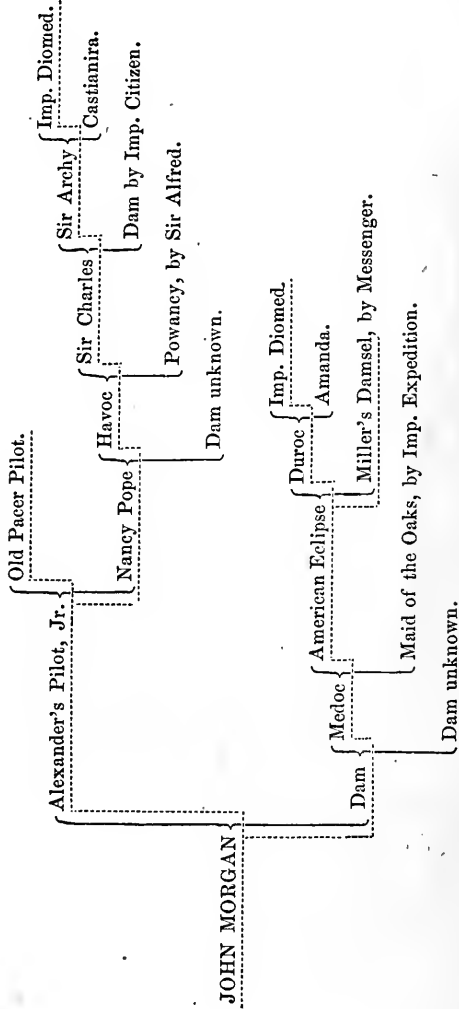 JOHN MORGAN
Alexander's Pilot, Jr.
Old Pacer Pilot.
Nancy Pope
Havoc
Sir Charles
Sir Archy
Imp. Diomed.
Castianira.
Dam by Imp. Citizen.
Powancy, by Sir Alfred.
Dam unknown.
Dam
Medoc
American Eclipse
Duroc
Imp. Diomed.
Amanda.
Miller's Damsel, by Messenger.
Maid of the Oaks, by Imp. Expedition.
Dam unknown.